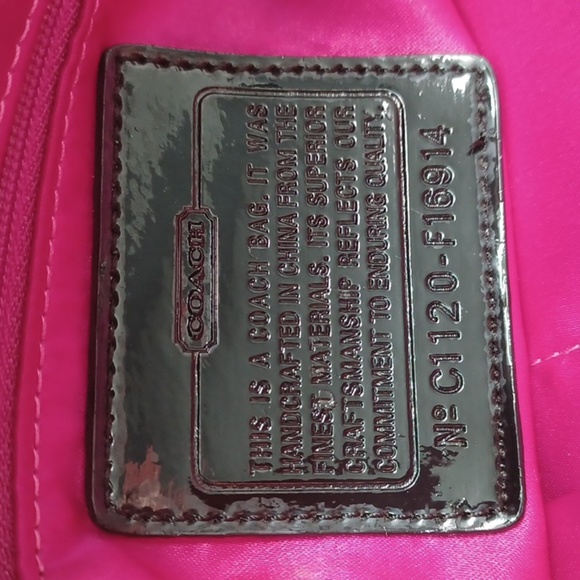 COACH
THIS IS A COACH BAG. IT WAS
HANDCRAFTED IN CHINA FROM THE
FINEST MATERIALS. ITS SUPERIOR
CRAFTSMANSHIP REFLECTS OUR
COMMITMENT TO ENDURING QUALITY.
Nº C1120-F16914